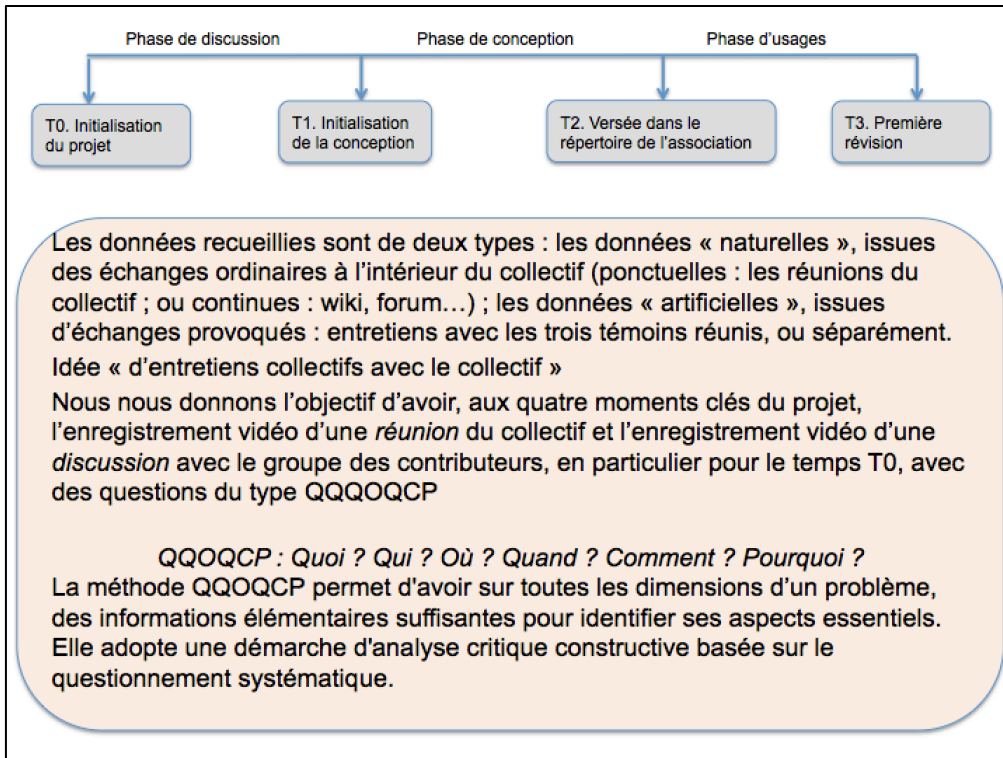 Phase de discussion
Phase de conception
Phase d’usages
T0. Initialisation
du projet
T1. Initialisation
de la conception
T2. Versée dans le
répertoire de l’association
T3. Première
révision
Les données recueillies sont de deux types : les données « naturelles », issues
des échanges ordinaires à l’intérieur du collectif (ponctuelles : les réunions du
collectif ; ou continues : wiki, forum…) ; les données « artificielles », issues
d’échanges provoqués : entretiens avec les trois témoins réunis, ou séparément.
Idée « d’entretiens collectifs avec le collectif »
Nous nous donnons l’objectif d’avoir, aux quatre moments clés du projet,
l’enregistrement vidéo d’une réunion du collectif et l’enregistrement vidéo d’une
discussion avec le groupe des contributeurs, en particulier pour le temps T0, avec
des questions du type QQQOQCP
QQOQCP : Quoi ? Qui ? Où ? Quand ? Comment ? Pourquoi ?
La méthode QQOQCP permet d'avoir sur toutes les dimensions d’un problème,
des informations élémentaires suffisantes pour identifier ses aspects essentiels.
Elle adopte une démarche d'analyse critique constructive basée sur le
questionnement systématique.